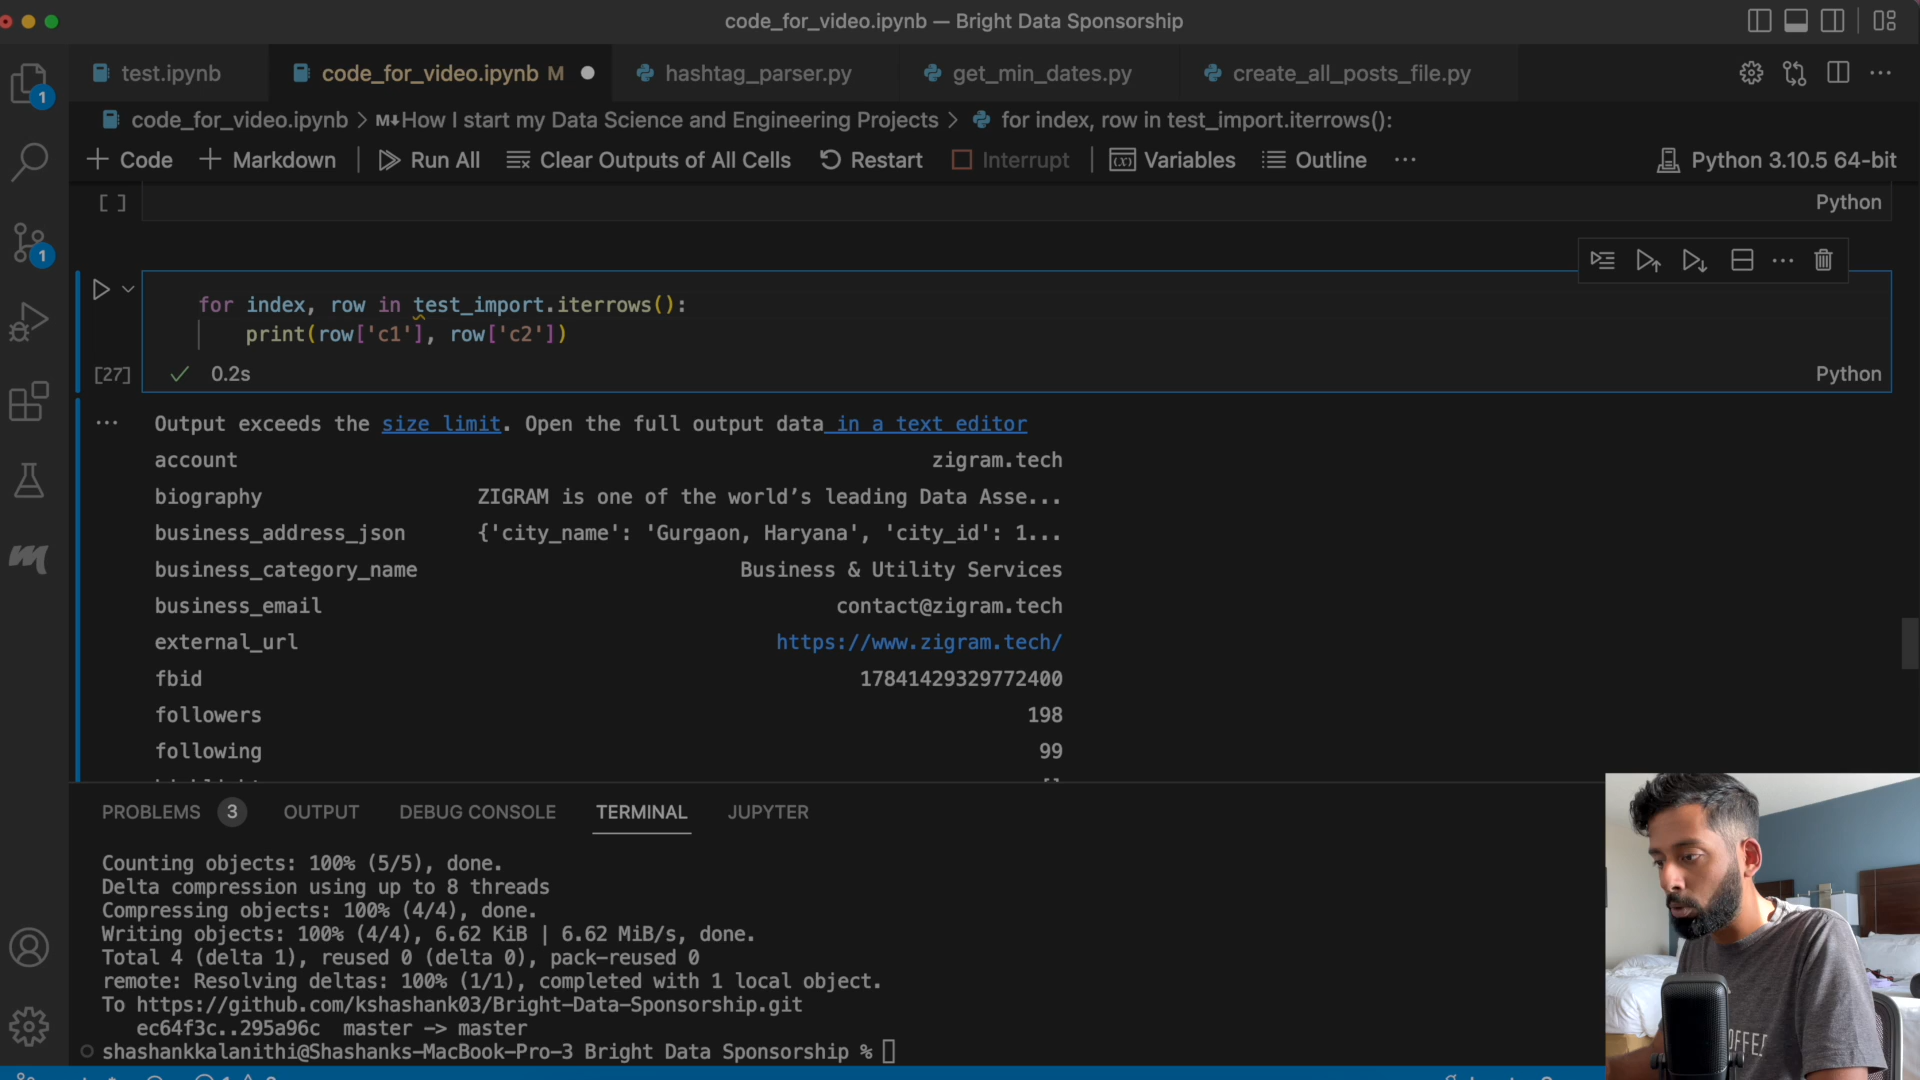 code_for_video.ipynb — Bright Data Sponsorship
test.ipynb
code_for_video.ipynb M
hashtag_parser.py
get_min_dates.py
create_all_posts_file.py
code_for_video.ipynb > M↓How I start my Data Science and Engineering Projects > for index, row in test_import.iterrows():
+ Code + Markdown | Run All Clear Outputs of All Cells Restart Interrupt | Variables Outline ...
Python 3.10.5 64-bit
1
1
[ ]
Python
for index, row in test_import.iterrows():
print(row['c1'], row['c2'])
[27] ✓ 0.2s
Python
... Output exceeds the size limit. Open the full output data in a text editor
account zigram.tech
biography ZIGRAM is one of the world’s leading Data Asse...
business_address_json {'city_name': 'Gurgaon, Haryana', 'city_id': 1...
business_category_name Business & Utility Services
business_email contact@zigram.tech
external_url https://www.zigram.tech/
fbid 17841429329772400
followers 198
following 99
PROBLEMS 3 OUTPUT DEBUG CONSOLE TERMINAL JUPYTER
Counting objects: 100% (5/5), done.
Delta compression using up to 8 threads
Compressing objects: 100% (4/4), done.
Writing objects: 100% (4/4), 6.62 KiB | 6.62 MiB/s, done.
Total 4 (delta 1), reused 0 (delta 0), pack-reused 0
remote: Resolving deltas: 100% (1/1), completed with 1 local object.
To https://github.com/kshashank03/Bright-Data-Sponsorship.git
ec64f3c..295a96c master -> master
shashankkalanithi@Shashanks-MacBook-Pro-3 Bright Data Sponsorship %